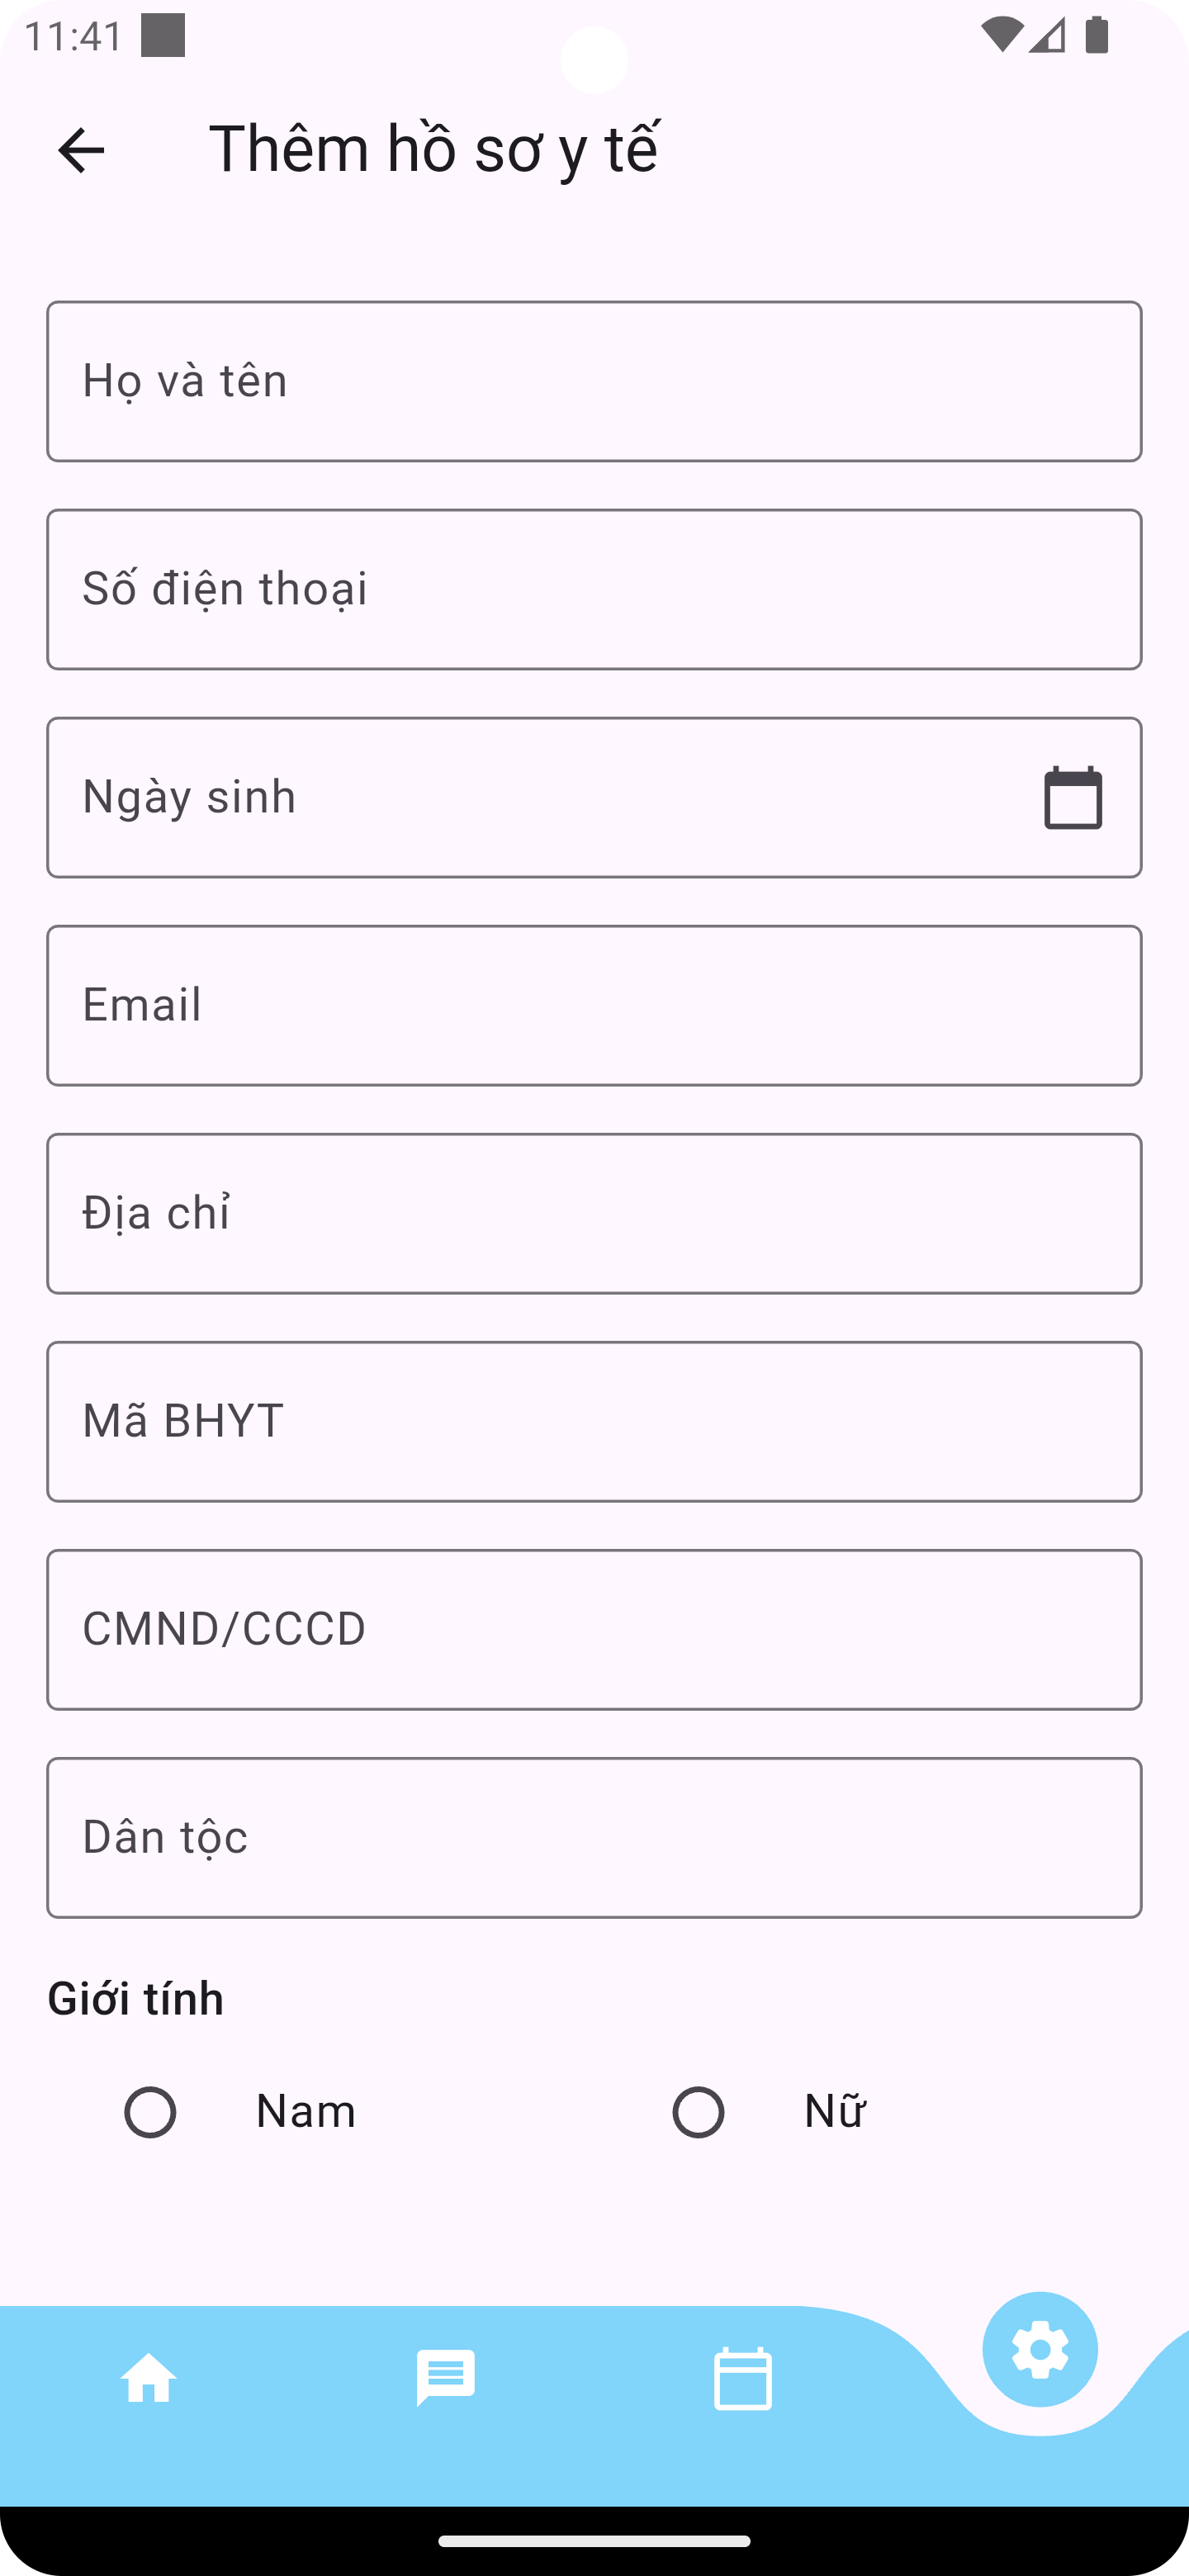 11:41
Thêm hồ sơ y tế
Họ và tên
Số điện thoại
Ngày sinh
Email
Địa chỉ
Mã BHYT
CMND/CCCD
Dân tộc
Giới tính
Nam
Nữ